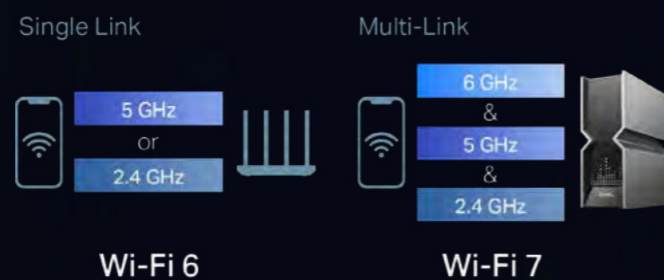 Single Link
5 GHz
or
2.4 GHz
Wi-Fi 6
Multi-Link
6 GHz
&
5 GHz
&
2.4 GHz
Wi-Fi 7